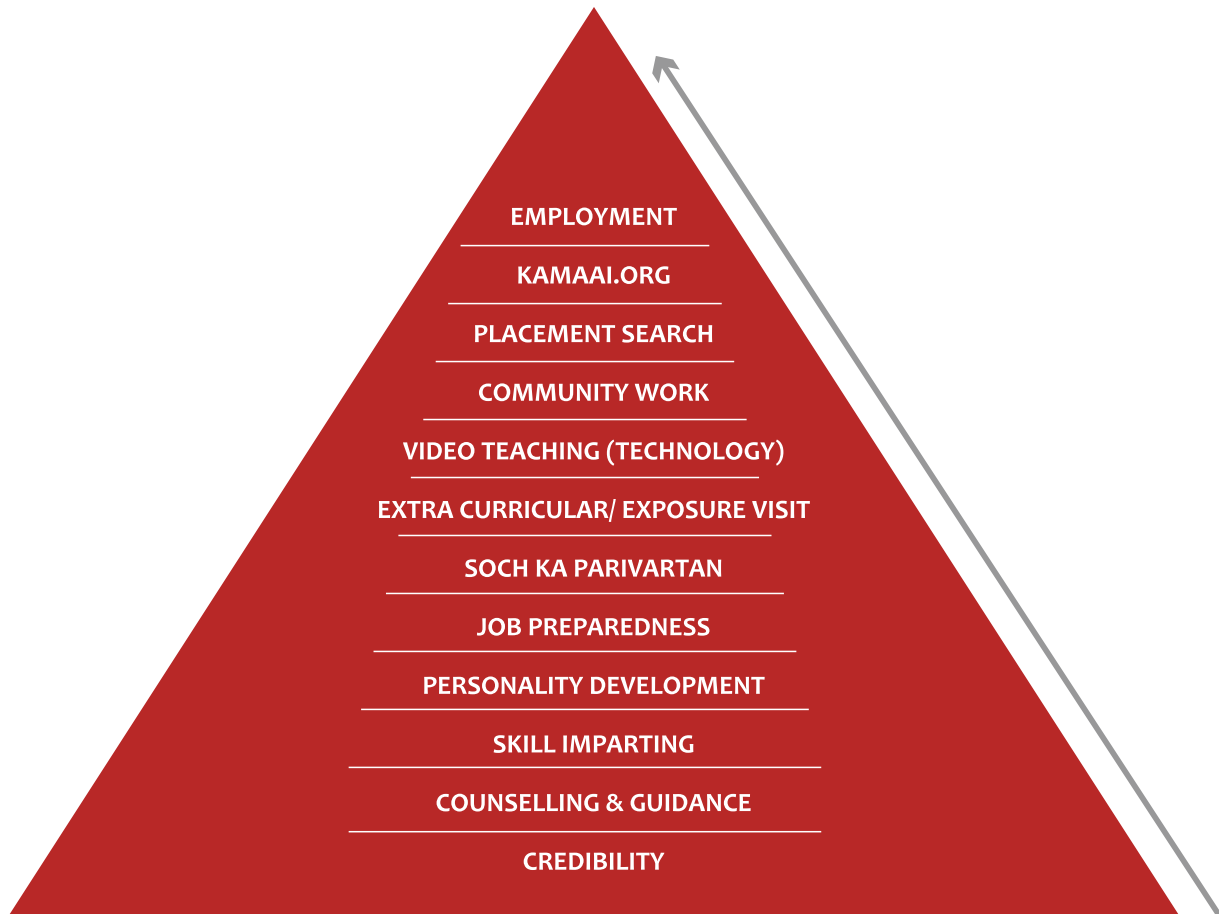 EMPLOYMENT
KAMAAI.ORG
PLACEMENT SEARCH
COMMUNITY WORK
VIDEO TEACHING (TECHNOLOGY)
EXTRA CURRICULAR/ EXPOSURE VISIT
SOCH KA PARIVARTAN
JOB PREPAREDNESS
PERSONALITY DEVELOPMENT
SKILL IMPARTING
COUNSELLING & GUIDANCE
CREDIBILITY